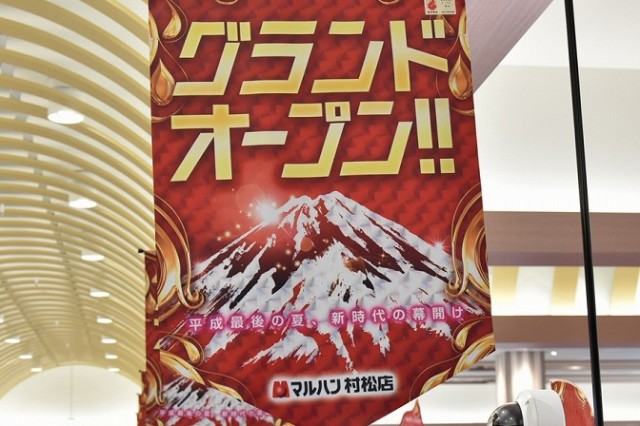 グランド
オープン!!
平成最後の夏、新時代の幕開け
マルハン 村松店